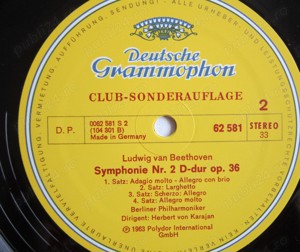 Deutsche
Grammophon
CLUB-SONDERAUFLAGE
2
D. P.
0062 581 S 2
(104 301 B)
Made in Germany
62 581
STEREO
33
Ludwig van Beethoven
Symphonie Nr. 2 D-dur op. 36
1. Satz: Adagio molto - Allegro con brio
2. Satz: Larghetto
3. Satz: Scherzo: Allegro
4. Satz: Allegro molto
Berliner Philharmoniker
Dirigent: Herbert von Karajan
℗ 1963 Polydor International
GmbH